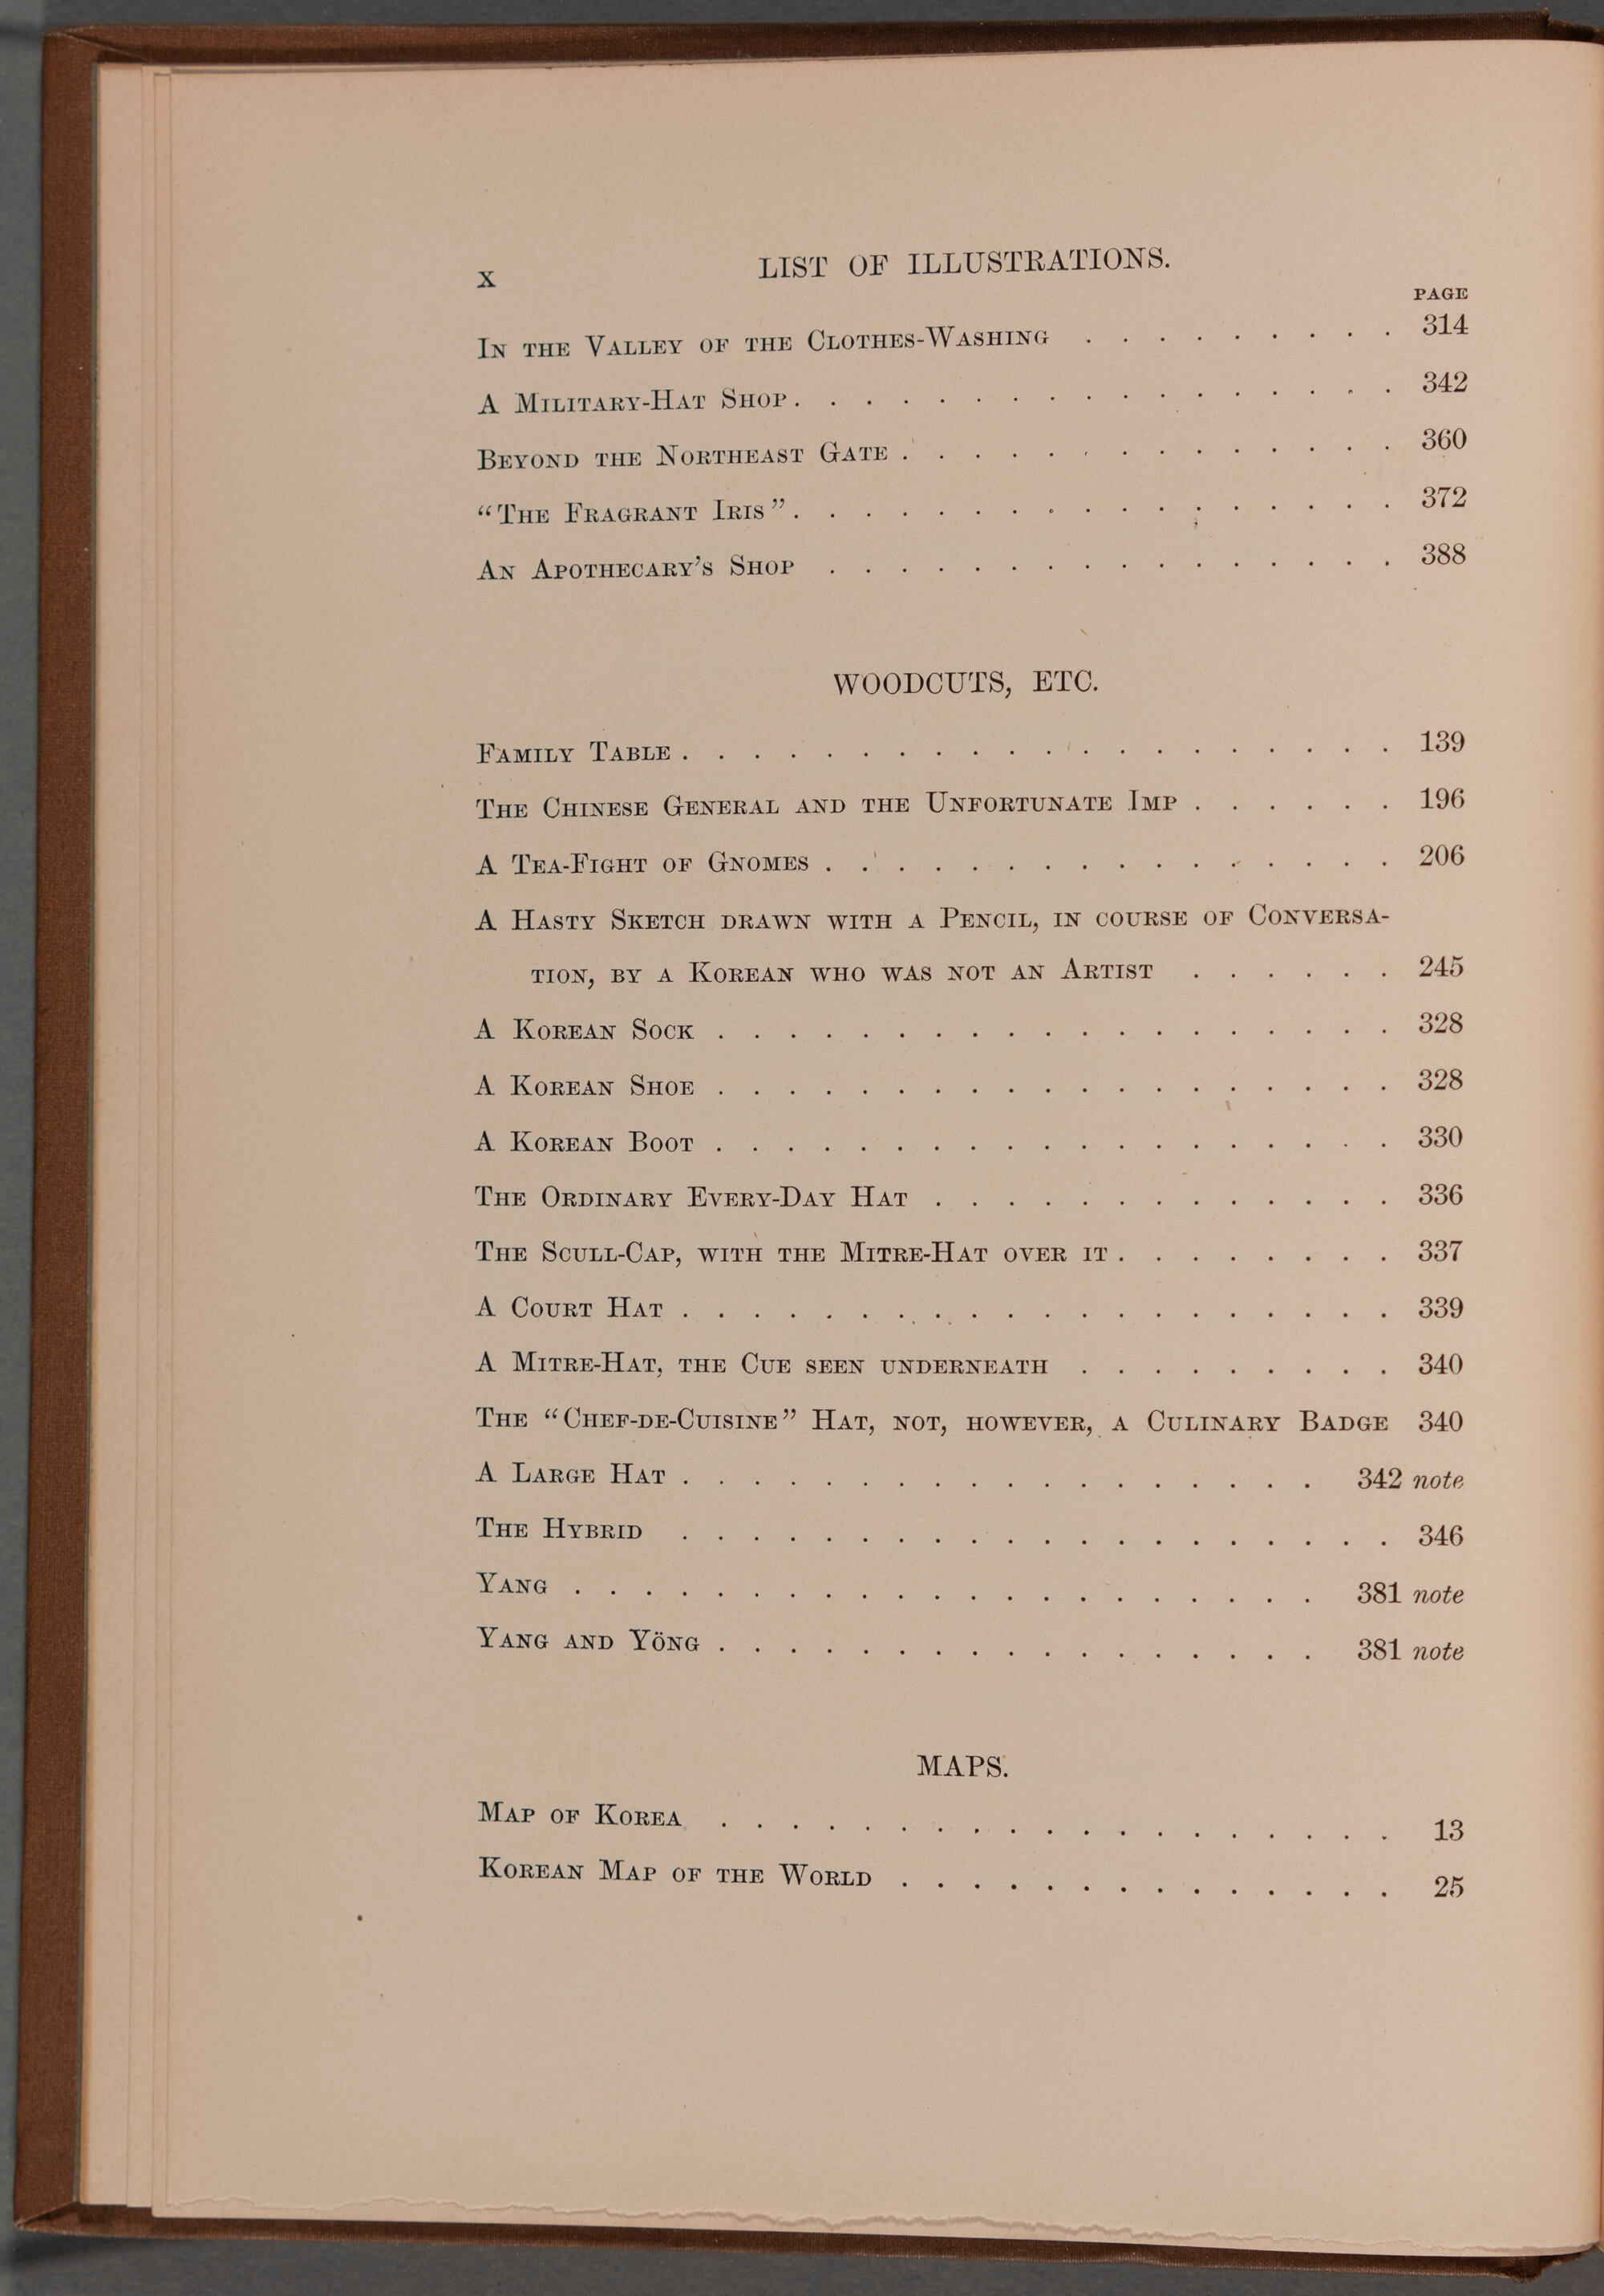 x LIST OF ILLUSTRATIONS.
PAGE
In the Valley of the Clothes-Washing . . . . . . . . . 314
A Military-Hat Shop . . . . . . . . . . . . . . . . . 342
Beyond the Northeast Gate . . . . . . . . . . . . . . 360
“The Fragrant Iris” . . . . . . . . . . . . . . . . . 372
An Apothecary’s Shop . . . . . . . . . . . . . . . . 388
WOODCUTS, ETC.
Family Table . . . . . . . . . . . . . . . . . . . . 139
The Chinese General and the Unfortunate Imp . . . . . . 196
A Tea-Fight of Gnomes . . . . . . . . . . . . . . . . 206
A Hasty Sketch drawn with a Pencil, in course of Conversa-
tion, by a Korean who was not an Artist . . . . . . 245
A Korean Sock . . . . . . . . . . . . . . . . . . . 328
A Korean Shoe . . . . . . . . . . . . . . . . . . . 328
A Korean Boot . . . . . . . . . . . . . . . . . . . 330
The Ordinary Every-Day Hat . . . . . . . . . . . . . 336
The Scull-Cap, with the Mitre-Hat over it . . . . . . . . 337
A Court Hat . . . . . . . . . . . . . . . . . . . . 339
A Mitre-Hat, the Cue seen underneath . . . . . . . . . 340
The “Chef-de-Cuisine” Hat, not, however, a Culinary Badge 340
A Large Hat . . . . . . . . . . . . . . . . . . 342 note
The Hybrid . . . . . . . . . . . . . . . . . . . . 346
Yang . . . . . . . . . . . . . . . . . . . . . 381 note
Yang and Yöng . . . . . . . . . . . . . . . . . 381 note
MAPS.
Map of Korea . . . . . . . . . . . . . . . . . . . 13
Korean Map of the World . . . . . . . . . . . . . . 25